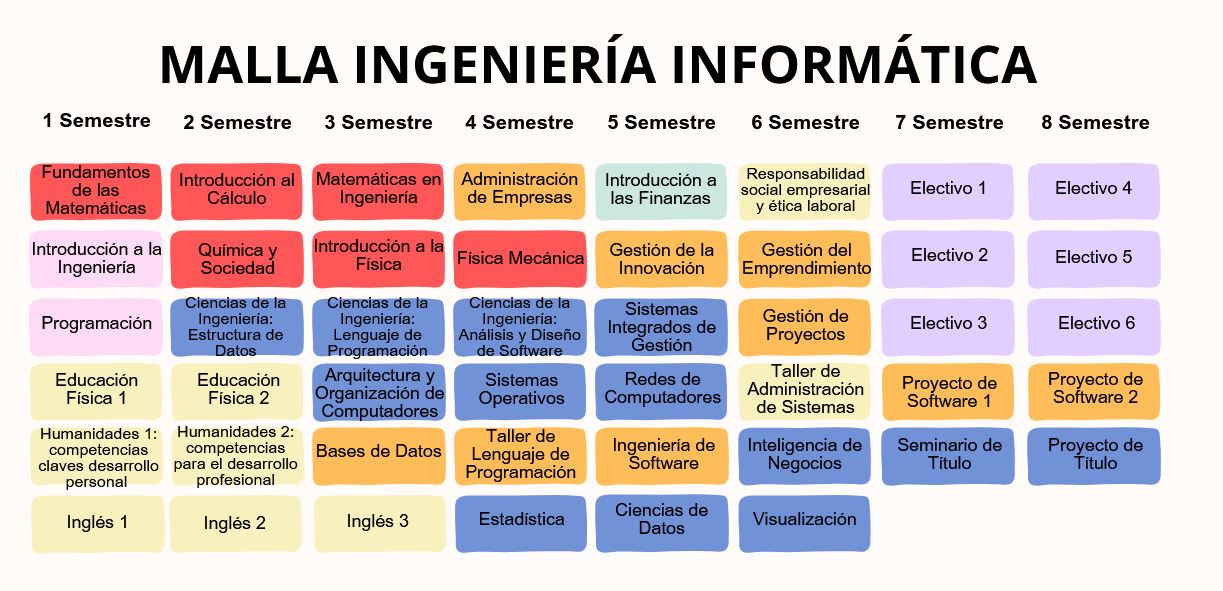 MALLA INGENIERÍA INFORMÁTICA
1 Semestre
2 Semestre
3 Semestre
4 Semestre
5 Semestre
6 Semestre
7 Semestre
8 Semestre
Fundamentos
de las
Matemáticas
Introducción al
Cálculo
Matemáticas en
Ingeniería
Administración
de Empresas
Introducción a
las Finanzas
Responsabilidad
social empresarial
y ética laboral
Electivo 1
Electivo 4
Introducción a la
Ingeniería
Química y
Sociedad
Introducción a la
Física
Física Mecánica
Gestión de la
Innovación
Gestión del
Emprendimiento
Electivo 2
Electivo 5
Programación
Ciencias de la
Ingeniería:
Estructura de
Datos
Ciencias de la
Ingeniería:
Lenguaje de
Programación
Ciencias de la
Ingeniería:
Análisis y Diseño
de Software
Sistemas
Integrados de
Gestión
Gestión de
Proyectos
Electivo 3
Electivo 6
Educación
Física 1
Educación
Física 2
Arquitectura y
Organización de
Computadores
Sistemas
Operativos
Redes de
Computadores
Taller de
Administración
de Sistemas
Proyecto de
Software 1
Proyecto de
Software 2
Humanidades 1:
competencias
claves desarrollo
personal
Humanidades 2:
competencias
para el desarrollo
profesional
Bases de Datos
Taller de
Lenguaje de
Programación
Ingeniería de
Software
Inteligencia de
Negocios
Seminario de
Título
Proyecto de
Título
Inglés 1
Inglés 2
Inglés 3
Estadística
Ciencias de
Datos
Visualización